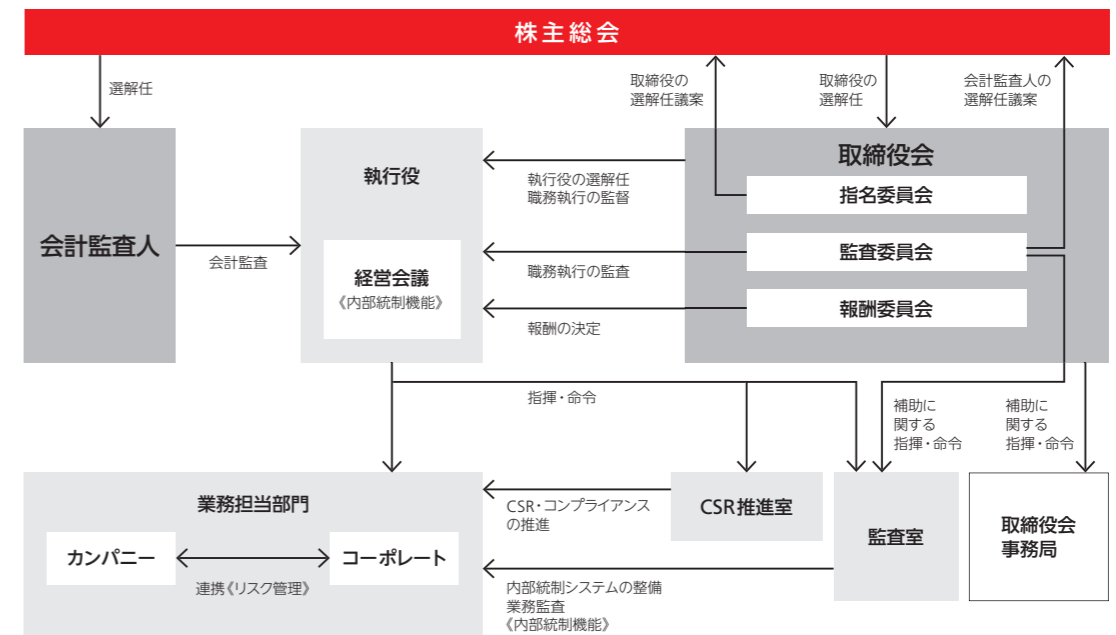 株主総会
選解任
取締役の
選解任議案
取締役の
選解任
会計監査人の
選解任議案
会計監査人
会計監査
執行役
経営会議
《内部統制機能》
執行役の選解任
職務執行の監督
職務執行の監査
報酬の決定
取締役会
指名委員会
監査委員会
報酬委員会
指揮・命令
補助に
関する
指揮・命令
補助に
関する
指揮・命令
業務担当部門
カンパニー
コーポレート
連携《リスク管理》
CSR・コンプライアンス
の推進
CSR推進室
内部統制システムの整備
業務監査
《内部統制機能》
監査室
取締役会
事務局